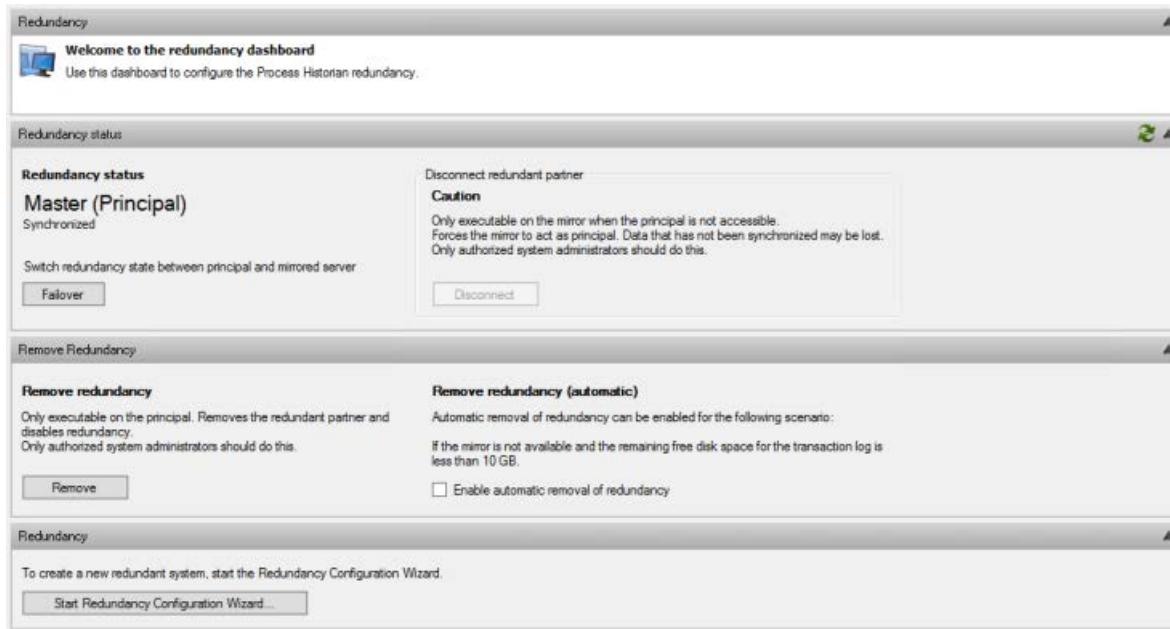 Redundancy
Welcome to the redundancy dashboard
Use this dashboard to configure the Process Historian redundancy.
Redundancy status
Redundancy status
Master (Principal)
Synchronized
Switch redundancy state between principal and mirrored server
Failover
Disconnect redundant partner
Caution
Only executable on the mirror when the principal is not accessible.
Forces the mirror to act as principal. Data that has not been synchronized may be lost.
Only authorized system administrators should do this.
Disconnect
Remove Redundancy
Remove redundancy
Only executable on the principal. Removes the redundant partner and
disables redundancy.
Only authorized system administrators should do this.
Remove
Remove redundancy (automatic)
Automatic removal of redundancy can be enabled for the following scenario:
If the mirror is not available and the remaining free disk space for the transaction log is
less than 10 GB.
Enable automatic removal of redundancy
Redundancy
To create a new redundant system, start the Redundancy Configuration Wizard.
Start Redundancy Configuration Wizard...